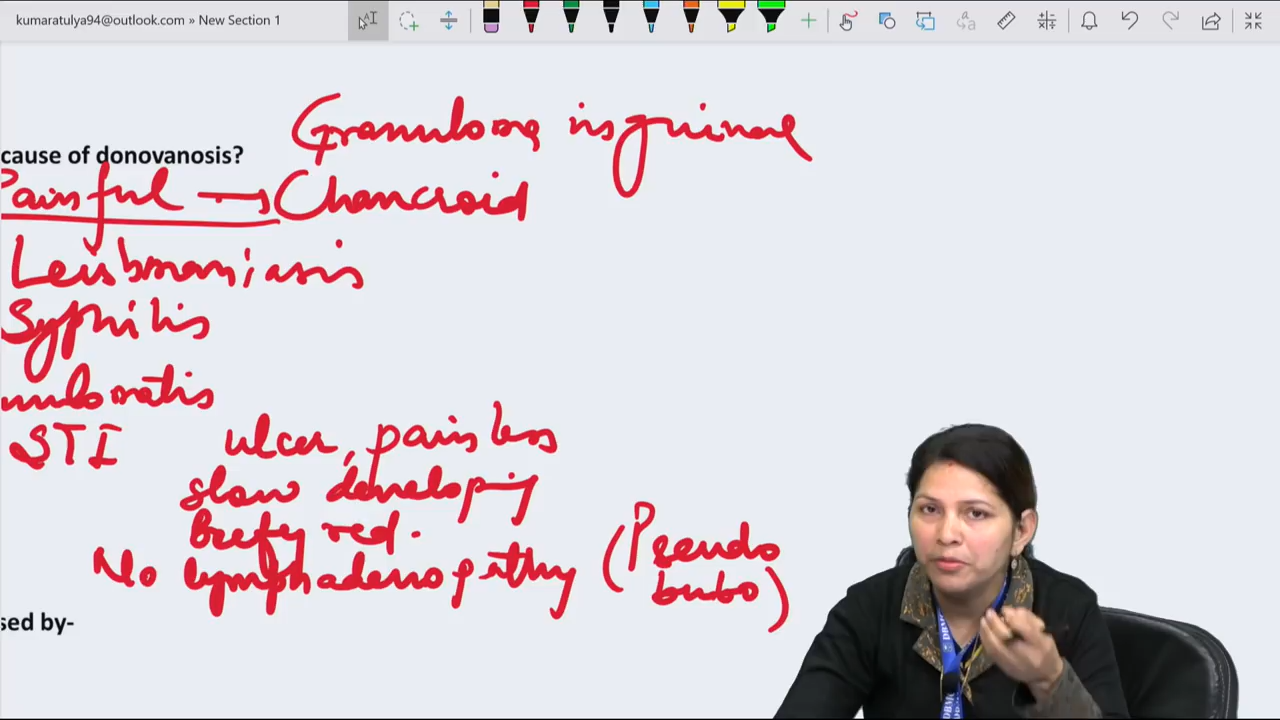 kumaratulya94@outlook.com » New Section 1
Granuloma inguinale
cause of donovanosis?
Painful → Chancroid
Leishmaniasis
Syphilis
STI
ulcer, painless
slow developing
beefy red.
No lymphadenopathy (Pseudo
bubo)
sed by-